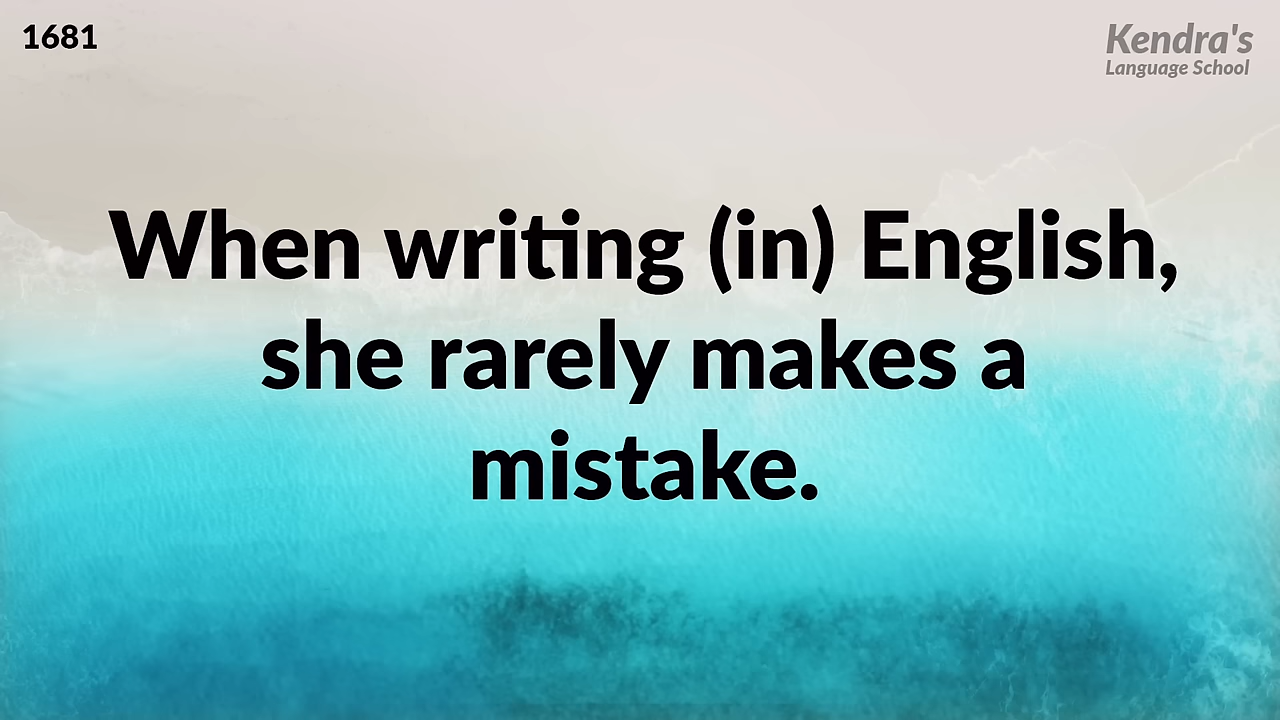 1681
Kendra's
Language School
When writing (in) English,
she rarely makes a
mistake.